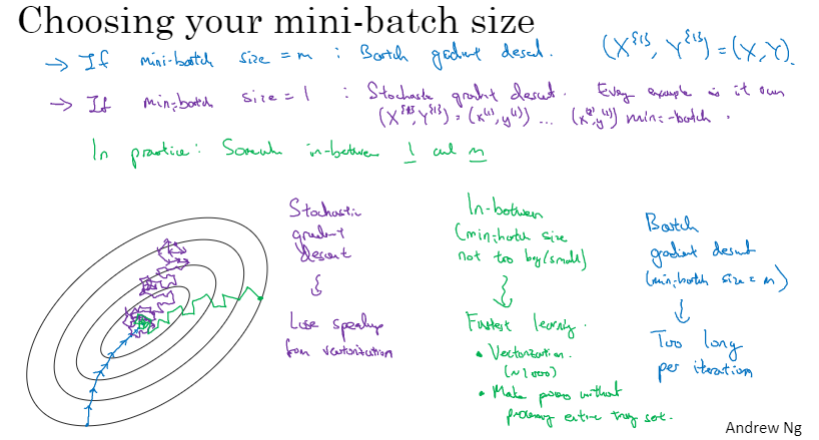 Choosing your mini-batch size
→ If mini-batch size = m : Batch gradient descent. (X^{1}, Y^{1}) = (X, Y).
→ If mini-batch size = 1 : Stochastic gradient descent. Every example is it own
(X^{1}, Y^{1}) = (x^(1), y^(1)) ... (x^(2), y^(2)) mini-batch.
In practice: Somewhere in-between 1 and m
Stochastic
gradient
descent
Lose speedup
from vectorization
In-between
(mini-batch size
not too big/small)
Fastest learning.
• Vectorization.
(~1000)
• Make progress without
processing entire training set.
Batch
gradient descent
(mini-batch size = m)
Too long
per iteration
Andrew Ng